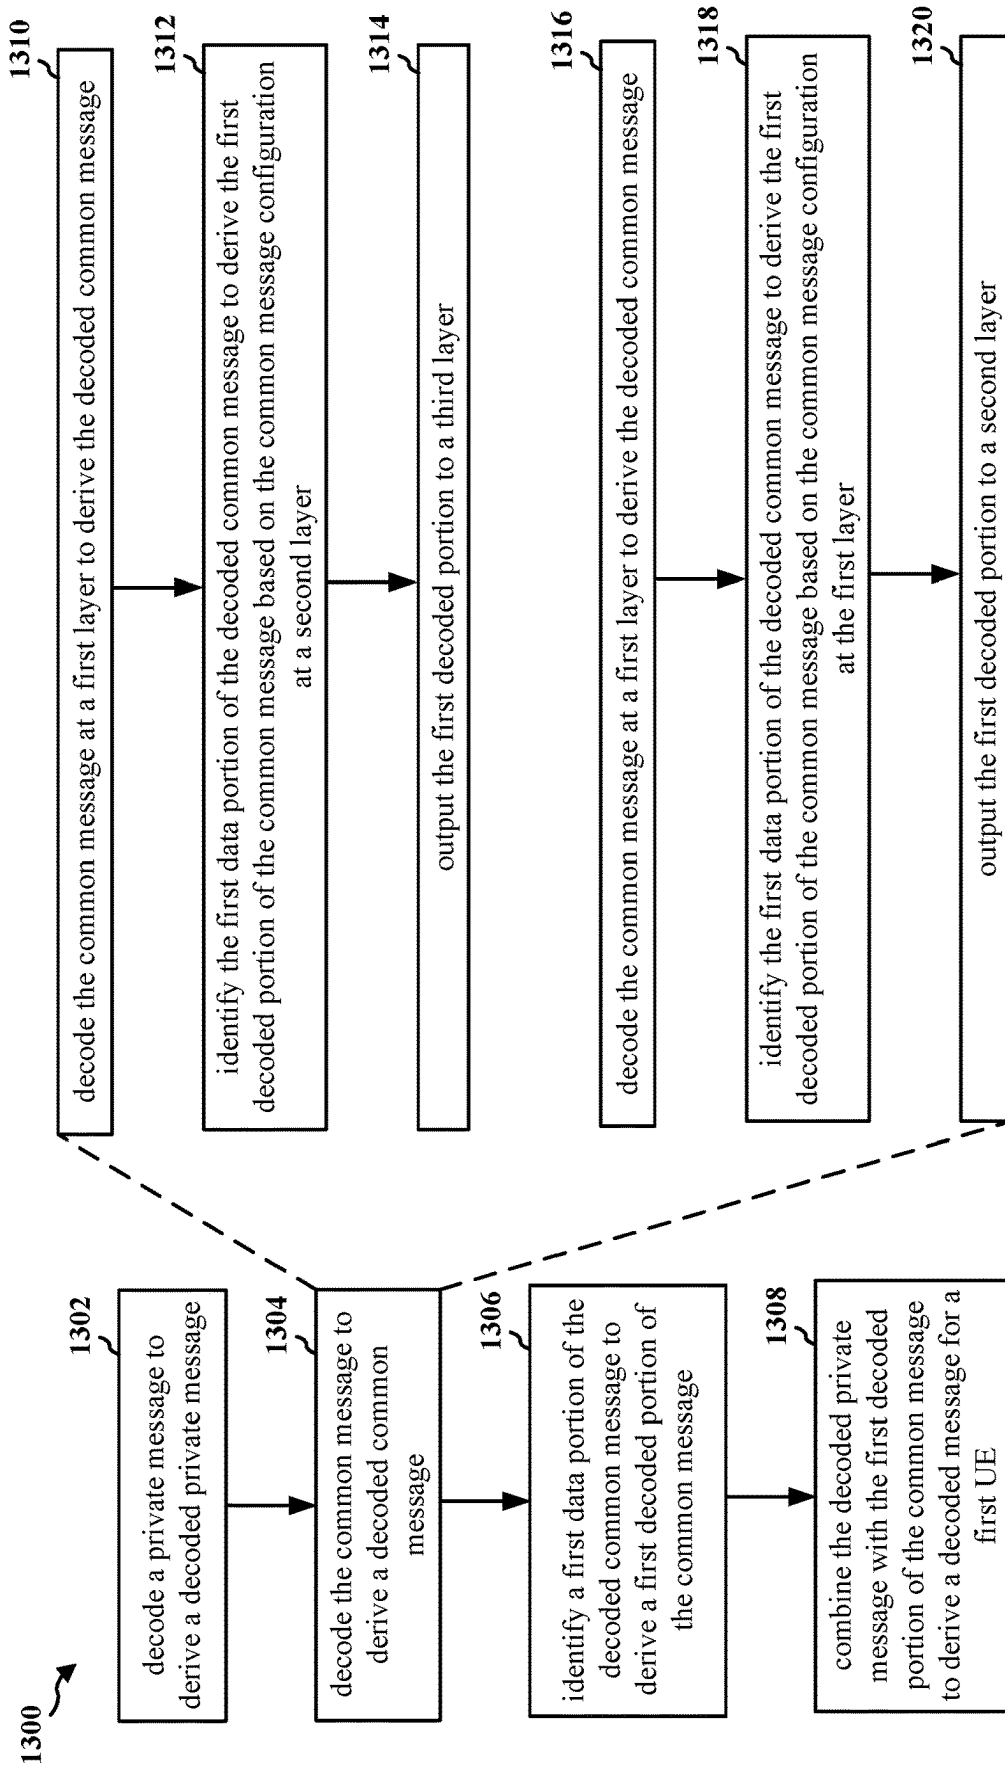 1300
1302
decode a private message to
derive a decoded private message
1304
decode the common message to
derive a decoded common
message
1306
identify a first data portion of the
decoded common message to
derive a first decoded portion of
the common message
1308
combine the decoded private
message with the first decoded
portion of the common message
to derive a decoded message for a
first UE
1310
decode the common message at a first layer to derive the decoded common message
1312
identify the first data portion of the decoded common message to derive the first
decoded portion of the common message based on the common message configuration
at a second layer
1314
output the first decoded portion to a third layer
1316
decode the common message at a first layer to derive the decoded common message
1318
identify the first data portion of the decoded common message to derive the first
decoded portion of the common message based on the common message configuration
at the first layer
1320
output the first decoded portion to a second layer